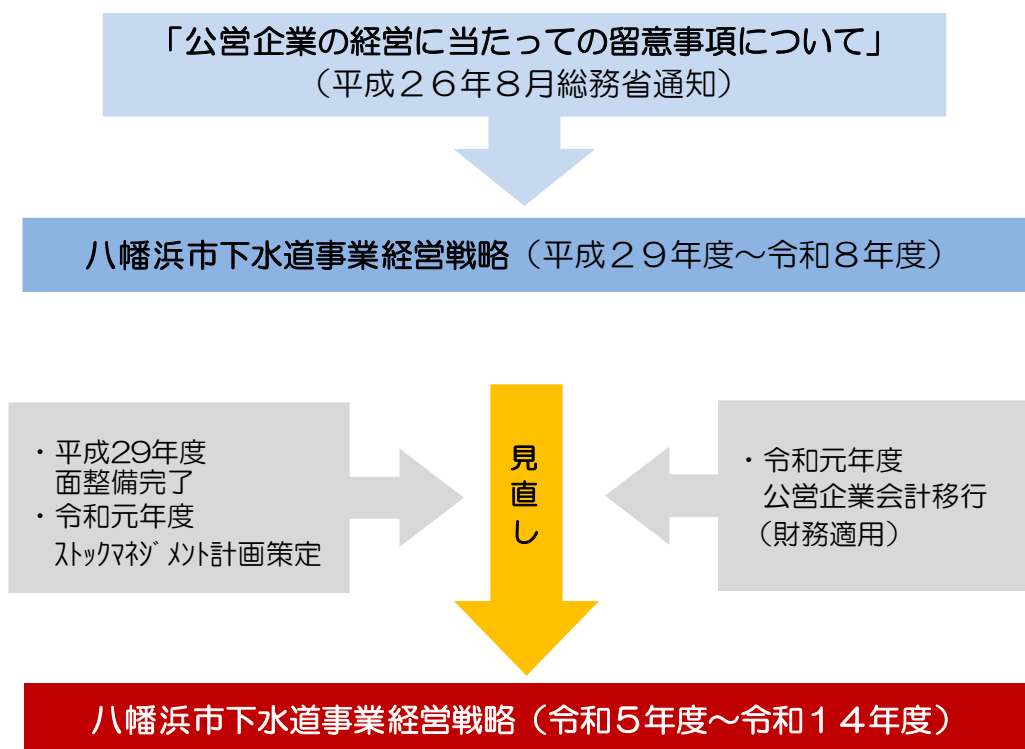 「公営企業の経営に当たっての留意事項について」
（平成２６年８月総務省通知）
八幡浜市下水道事業経営戦略（平成２９年度～令和８年度）
・平成29年度
面整備完了
・令和元年度
ｽﾄｯｸﾏﾈｼﾞﾒﾝﾄ計画策定
見直し
・令和元年度
公営企業会計移行
（財務適用）
八幡浜市下水道事業経営戦略（令和５年度～令和１４年度）